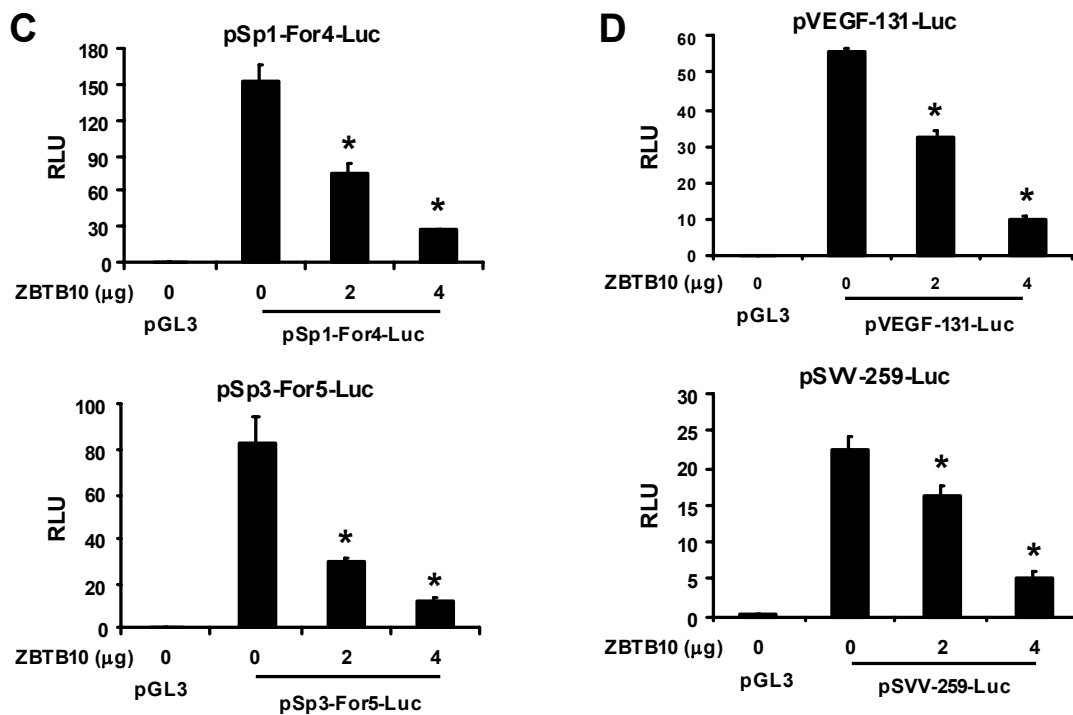 C
pSp1-For4-Luc
180
150
120
90
60
30
0
RLU
*
*
ZBTB10 (µg) 0 0 2 4
pGL3
pSp1-For4-Luc
pSp3-For5-Luc
100
80
60
40
20
0
RLU
*
*
ZBTB10 (µg) 0 0 2 4
pGL3
pSp3-For5-Luc
D
pVEGF-131-Luc
60
50
40
30
20
10
0
RLU
*
*
ZBTB10 (µg) 0 0 2 4
pGL3
pVEGF-131-Luc
pSVV-259-Luc
30
25
20
15
10
5
0
RLU
*
*
ZBTB10 (µg) 0 0 2 4
pGL3
pSVV-259-Luc